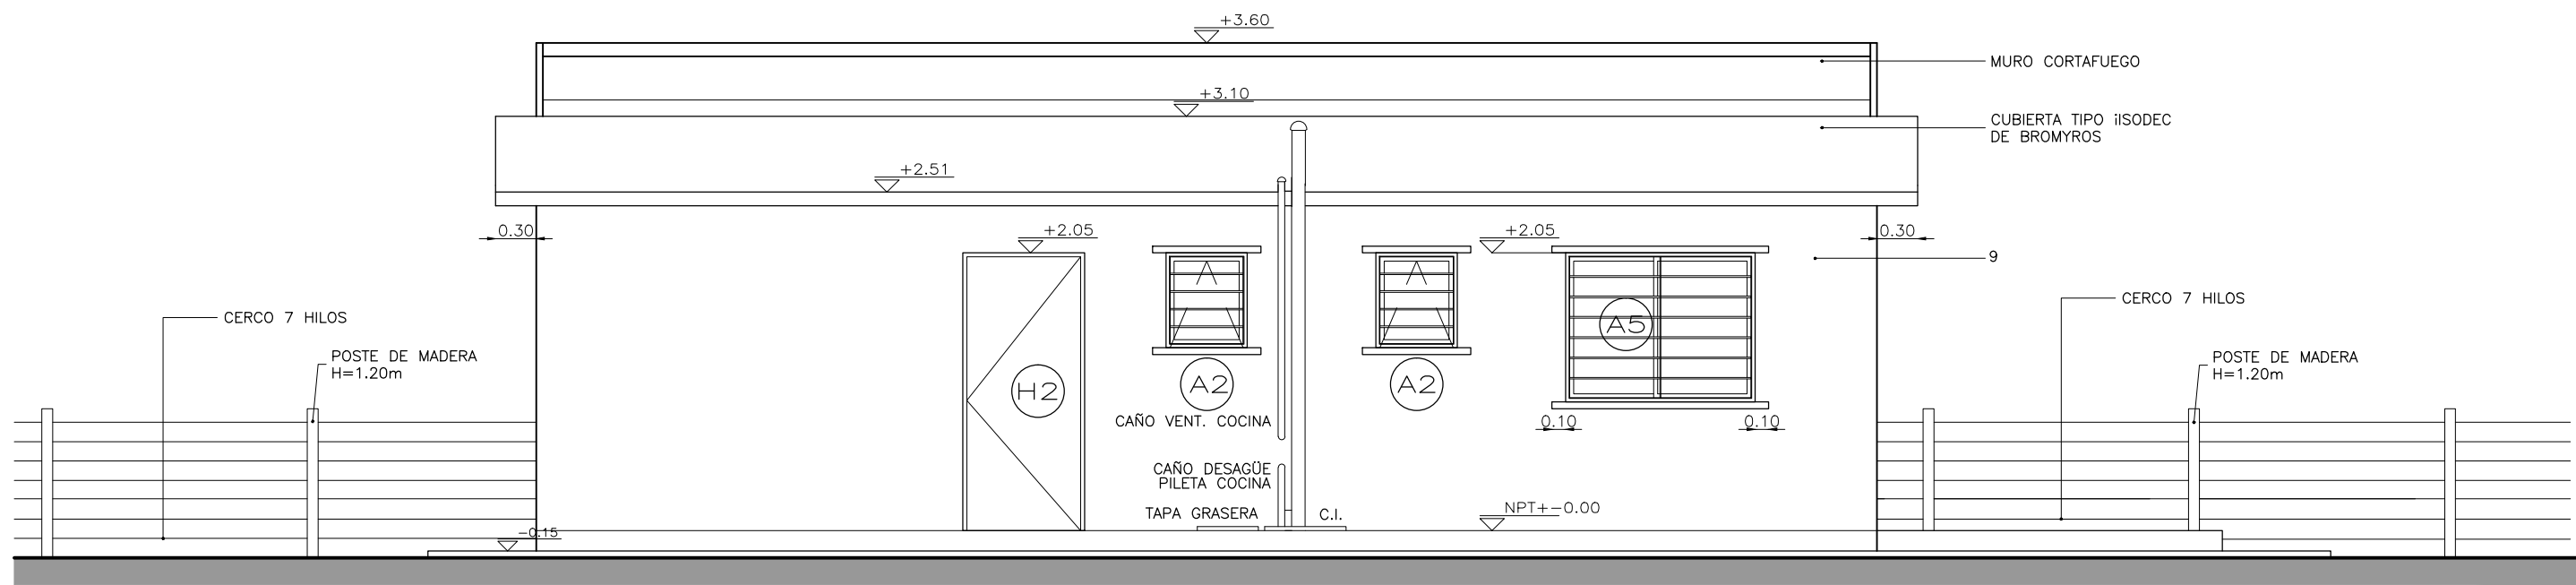 +3.60
MURO CORTAFUEGO
+3.10
CUBIERTA TIPO iISODEC
DE BROMYROS
+2.51
0.30
+2.05
+2.05
0.30
9
CERCO 7 HILOS
CERCO 7 HILOS
A5
POSTE DE MADERA
H=1.20m
POSTE DE MADERA
H=1.20m
H2
A2
A2
CAÑO VENT. COCINA
0.10
0.10
CAÑO DESAGÜE
PILETA COCINA
TAPA GRASERA
C.I.
NPT+-0.00
-0.15